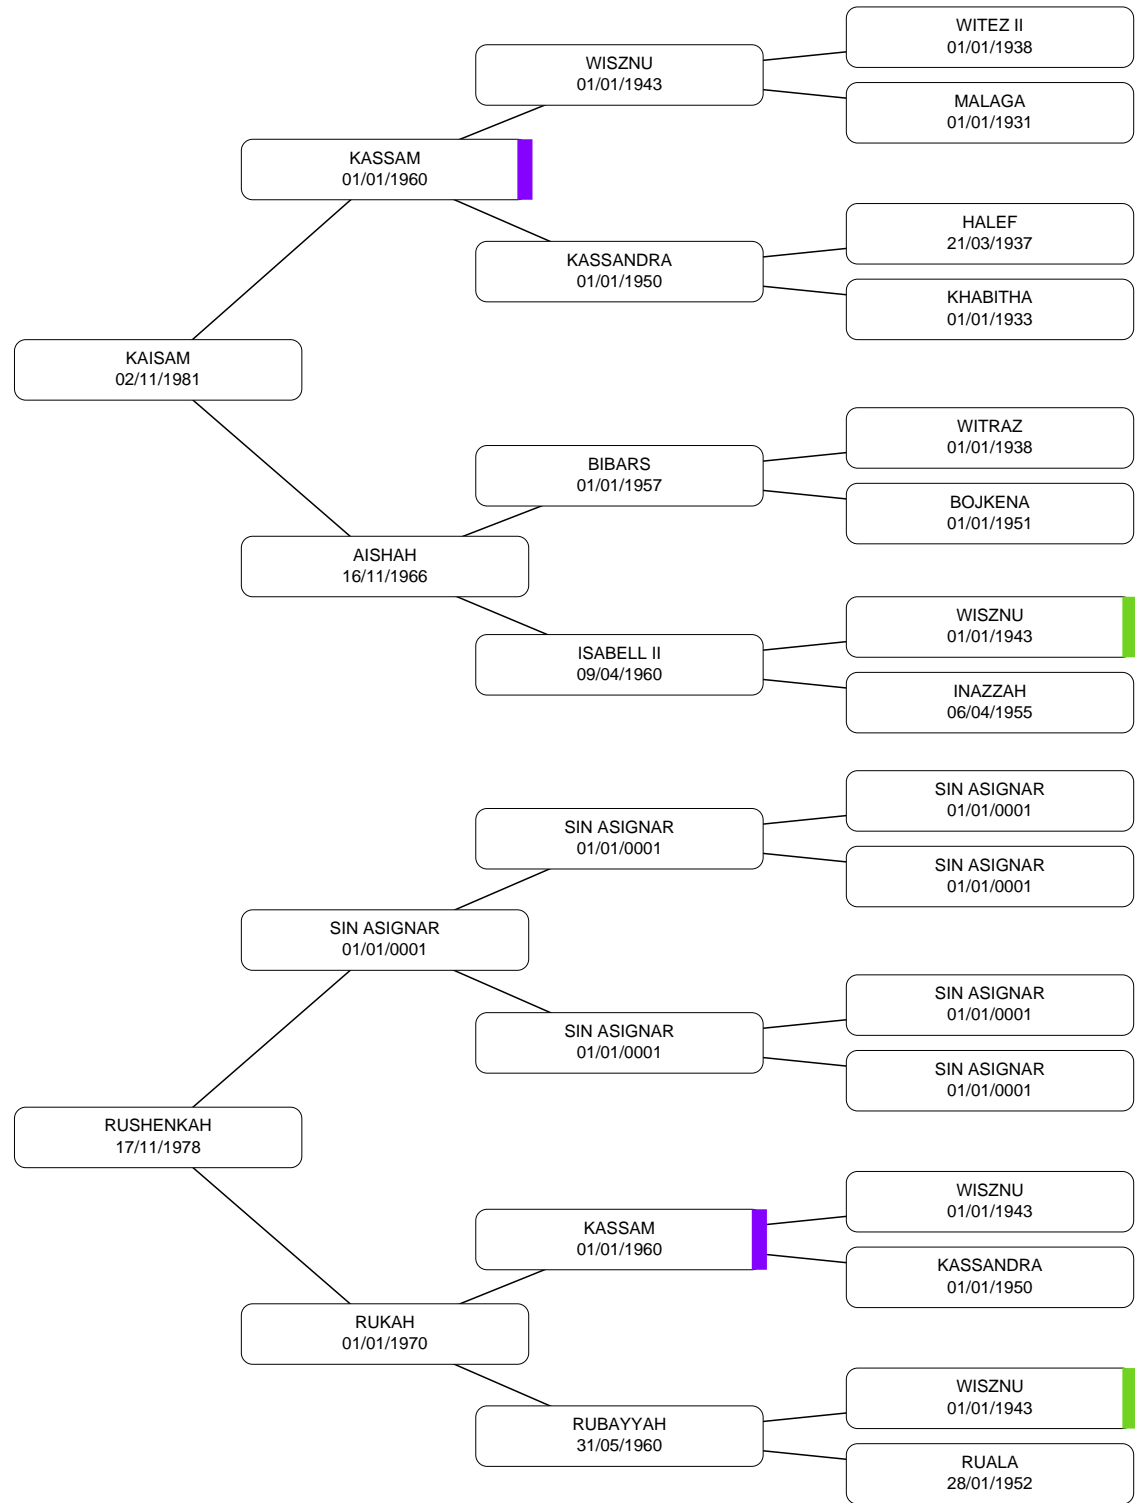 WITEZ II
01/01/1938
WISZNU
01/01/1943
MALAGA
01/01/1931
KASSAM
01/01/1960
HALEF
21/03/1937
KASSANDRA
01/01/1950
KHABITHA
01/01/1933
KAISAM
02/11/1981
WITRAZ
01/01/1938
BIBARS
01/01/1957
BOJKENA
01/01/1951
AISHAH
16/11/1966
WISZNU
01/01/1943
ISABELL II
09/04/1960
INAZZAH
06/04/1955
SIN ASIGNAR
01/01/0001
SIN ASIGNAR
01/01/0001
SIN ASIGNAR
01/01/0001
SIN ASIGNAR
01/01/0001
SIN ASIGNAR
01/01/0001
SIN ASIGNAR
01/01/0001
SIN ASIGNAR
01/01/0001
RUSHENKAH
17/11/1978
WISZNU
01/01/1943
KASSAM
01/01/1960
KASSANDRA
01/01/1950
RUKAH
01/01/1970
WISZNU
01/01/1943
RUBAYYAH
31/05/1960
RUALA
28/01/1952